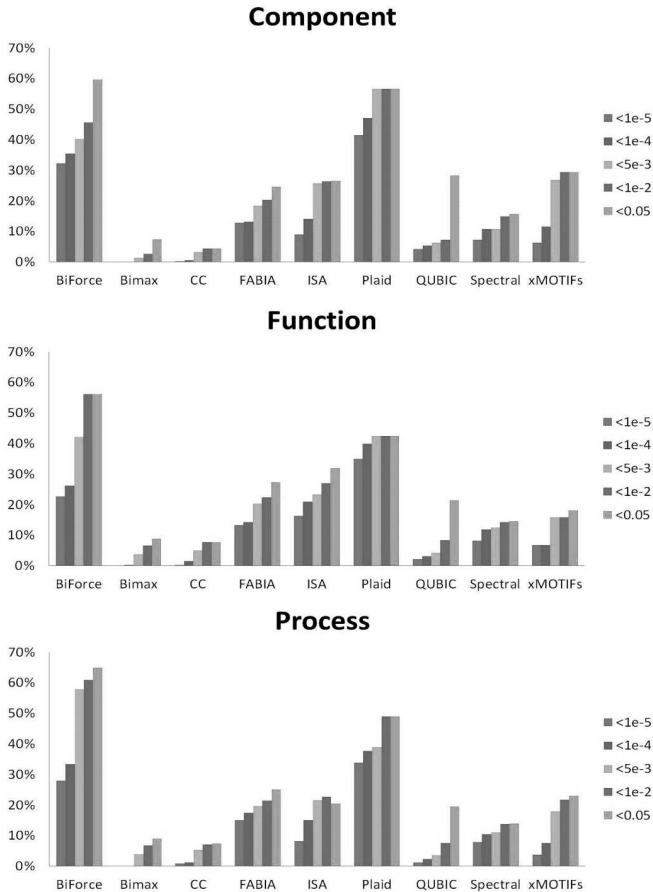 Component
70%
60%
50%
40%
30%
20%
10%
0%
BiForce Bimax CC FABIA ISA Plaid QUBIC Spectral xMOTIFs
<1e-5
<1e-4
<5e-3
<1e-2
<0.05
Function
70%
60%
50%
40%
30%
20%
10%
0%
BiForce Bimax CC FABIA ISA Plaid QUBIC Spectral xMOTIFs
<1e-5
<1e-4
<5e-3
<1e-2
<0.05
Process
70%
60%
50%
40%
30%
20%
10%
0%
BiForce Bimax CC FABIA ISA Plaid QUBIC Spectral xMOTIFs
<1e-5
<1e-4
<5e-3
<1e-2
<0.05